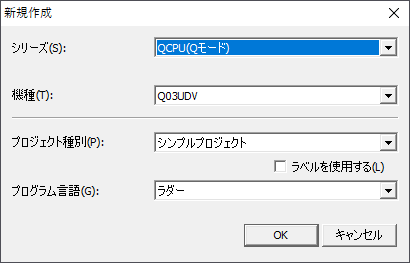 新規作成
シリーズ(S): QCPU(Qモード)
機種(T): Q03UDV
プロジェクト種別(P): シンプルプロジェクト
ラベルを使用する(L)
プログラム言語(G): ラダー
OK キャンセル